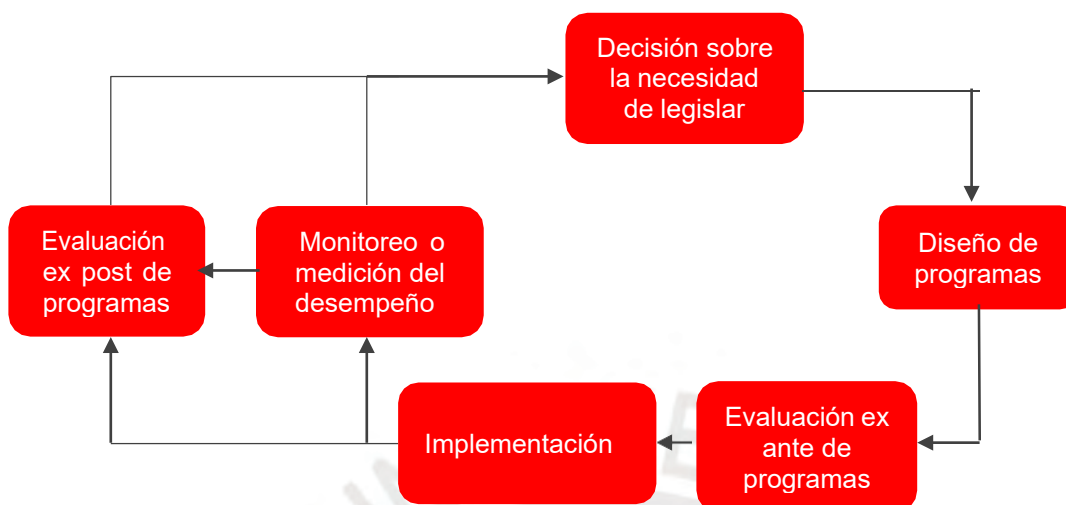 Decisión sobre
la necesidad
de legislar
Evaluación
ex post de
programas
Monitoreo o
medición del
desempeño
Diseño de
programas
Implementación
Evaluación ex
ante de
programas